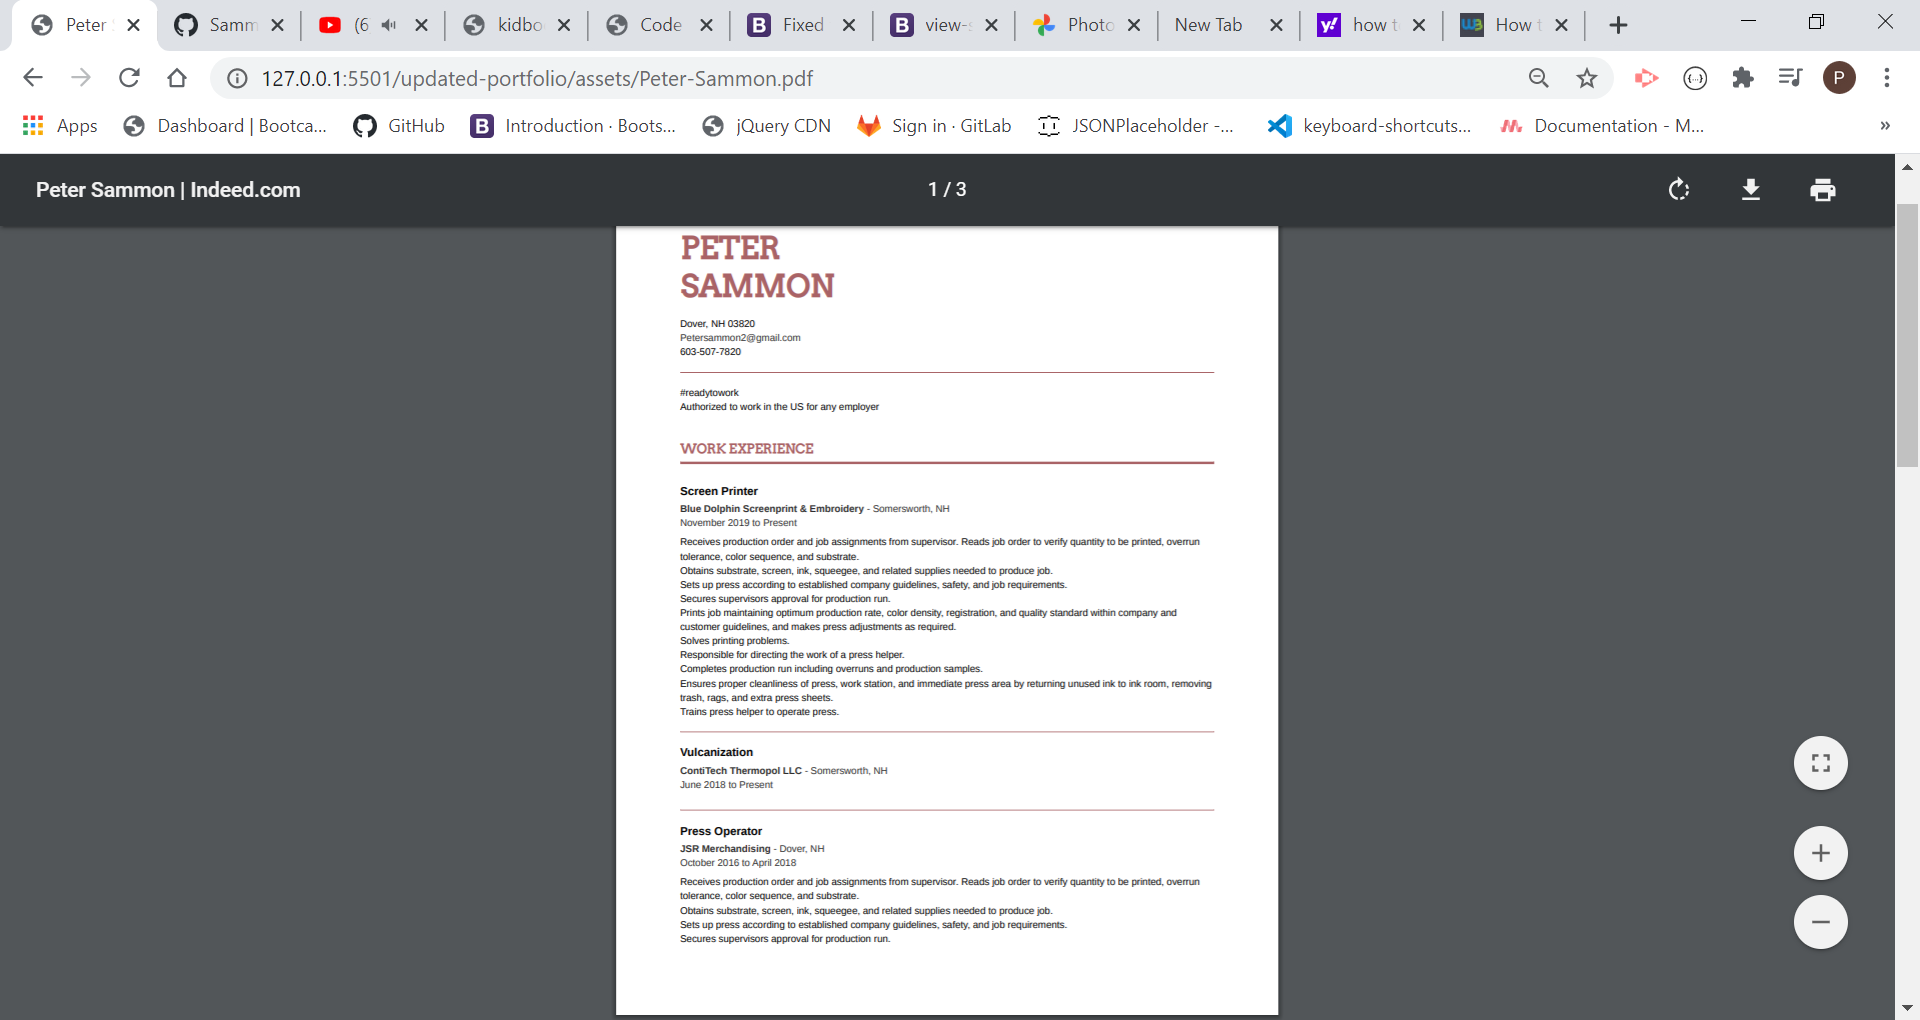 Peter
Samm
(6
kidbo
Code
Fixed
view-s
Photo
New Tab
how t
How t
127.0.0.1:5501/updated-portfolio/assets/Peter-Sammon.pdf
P
Apps
Dashboard | Bootca...
GitHub
Introduction · Boots...
jQuery CDN
Sign in · GitLab
JSONPlaceholder -...
keyboard-shortcuts...
Documentation - M...
»
Peter Sammon | Indeed.com
1 / 3
PETER
SAMMON
Dover, NH 03820
Petersammon2@gmail.com
603-507-7820
#readytowork
Authorized to work in the US for any employer
WORK EXPERIENCE
Screen Printer
Blue Dolphin Screenprint & Embroidery - Somersworth, NH
November 2019 to Present
Receives production order and job assignments from supervisor. Reads job order to verify quantity to be printed, overrun
tolerance, color sequence, and substrate.
Obtains substrate, screen, ink, squeegee, and related supplies needed to produce job.
Sets up press according to established company guidelines, safety, and job requirements.
Secures supervisors approval for production run.
Prints job maintaining optimum production rate, color density, registration, and quality standard within company and
customer guidelines, and makes press adjustments as required.
Solves printing problems.
Responsible for directing the work of a press helper.
Completes production run including overruns and production samples.
Ensures proper cleanliness of press, work station, and immediate press area by returning unused ink to ink room, removing
trash, rags, and extra press sheets.
Trains press helper to operate press.
Vulcanization
ContiTech Thermopol LLC - Somersworth, NH
June 2018 to Present
Press Operator
JSR Merchandising - Dover, NH
October 2016 to April 2018
Receives production order and job assignments from supervisor. Reads job order to verify quantity to be printed, overrun
tolerance, color sequence, and substrate.
Obtains substrate, screen, ink, squeegee, and related supplies needed to produce job.
Sets up press according to established company guidelines, safety, and job requirements.
Secures supervisors approval for production run.